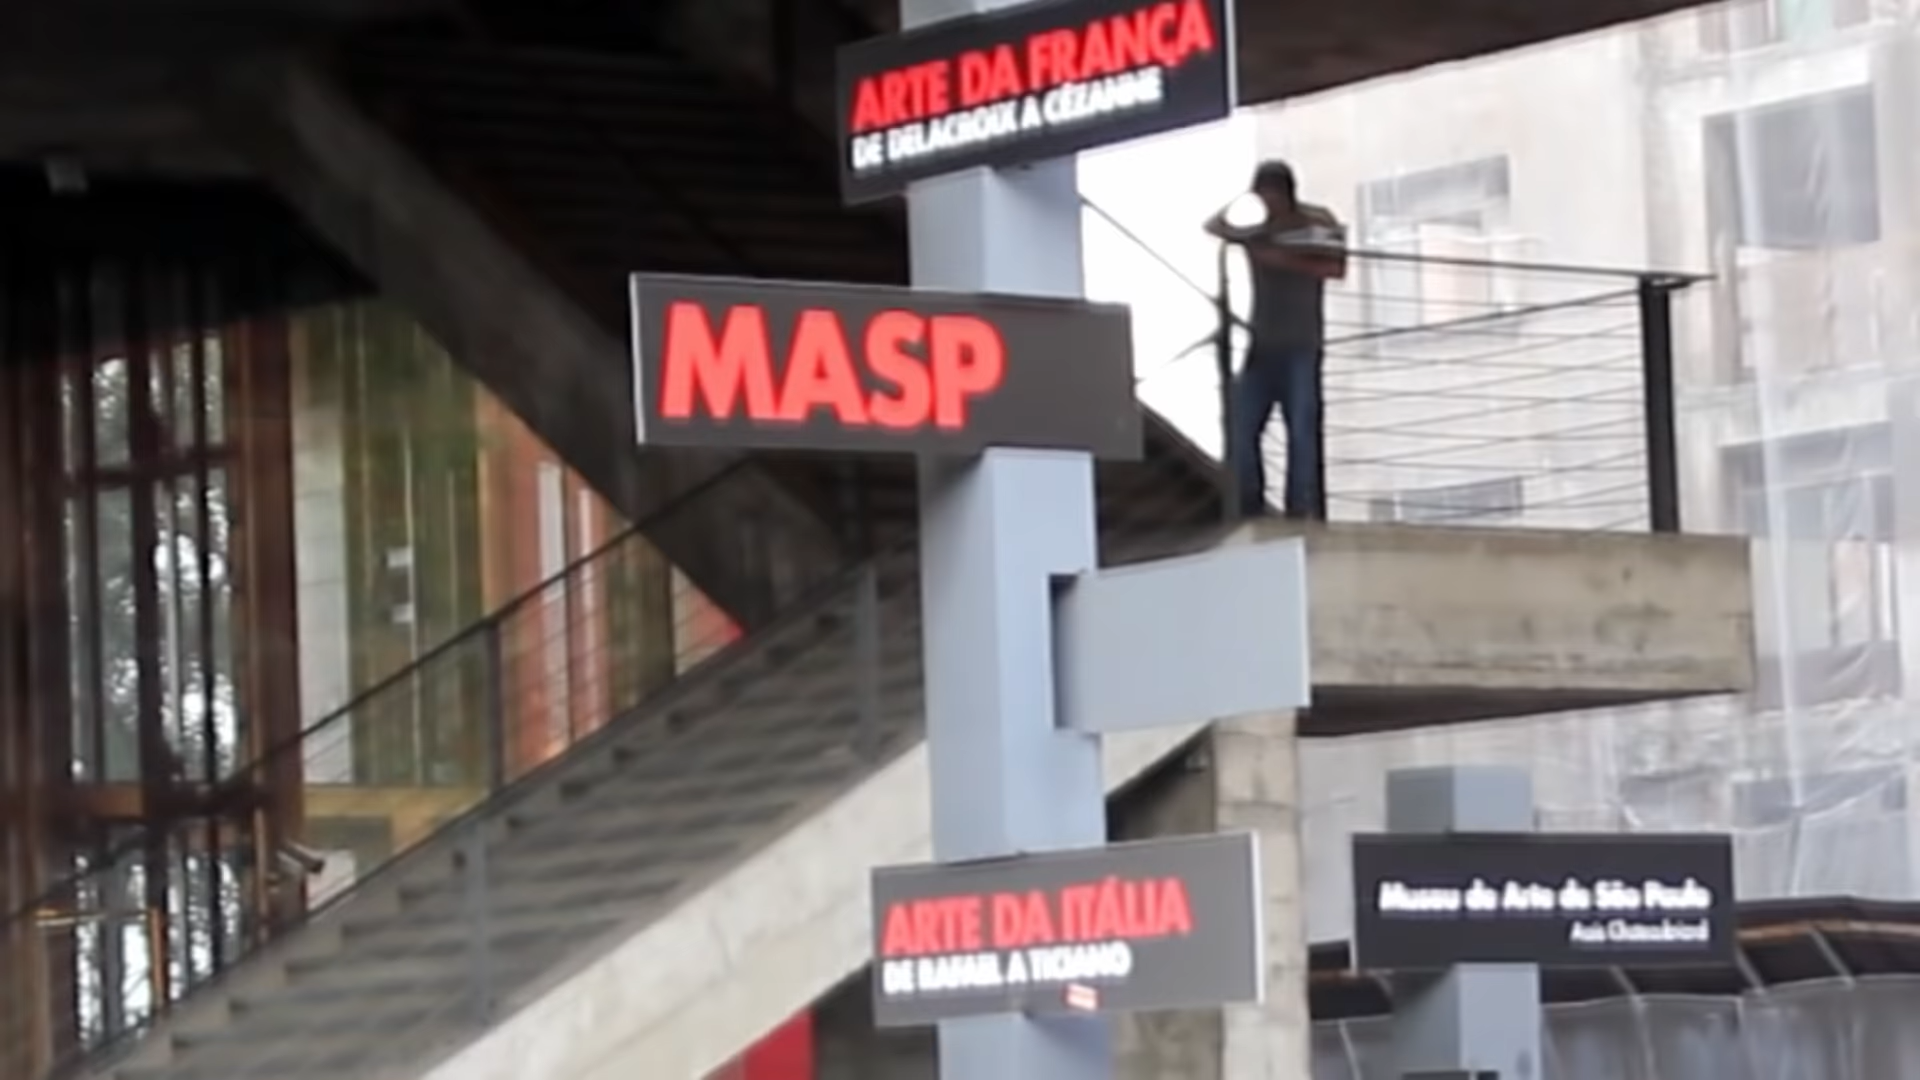 ARTE DA FRANÇA
DE DELACROIX A CÉZANNE
MASP
ARTE DA ITÁLIA
DE RAFAEL A TICIANO
Museu de Arte de São Paulo
Assis Chateaubriand